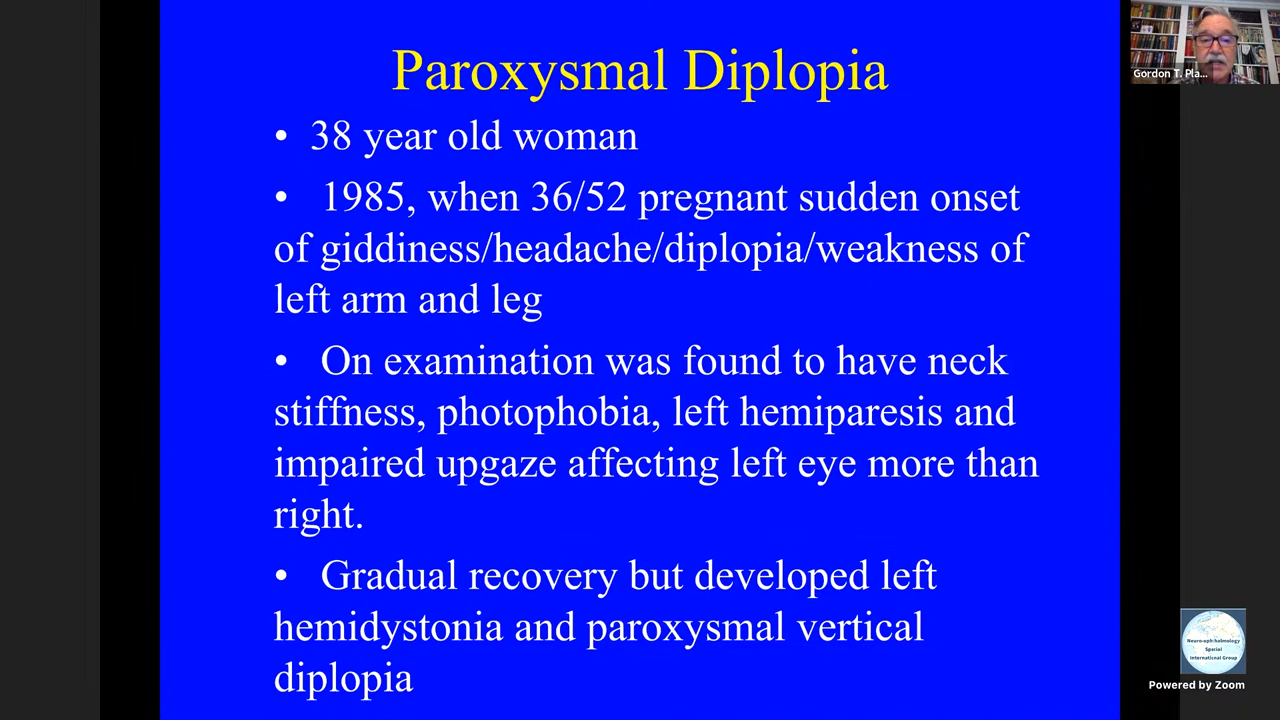 Paroxysmal Diplopia
• 38 year old woman
• 1985, when 36/52 pregnant sudden onset
of giddiness/headache/diplopia/weakness of
left arm and leg
• On examination was found to have neck
stiffness, photophobia, left hemiparesis and
impaired upgaze affecting left eye more than
right.
• Gradual recovery but developed left
hemidystonia and paroxysmal vertical
diplopia
Gordon T. Pla...
Neuro-ophthalmology
Special
International Group
Powered by Zoom